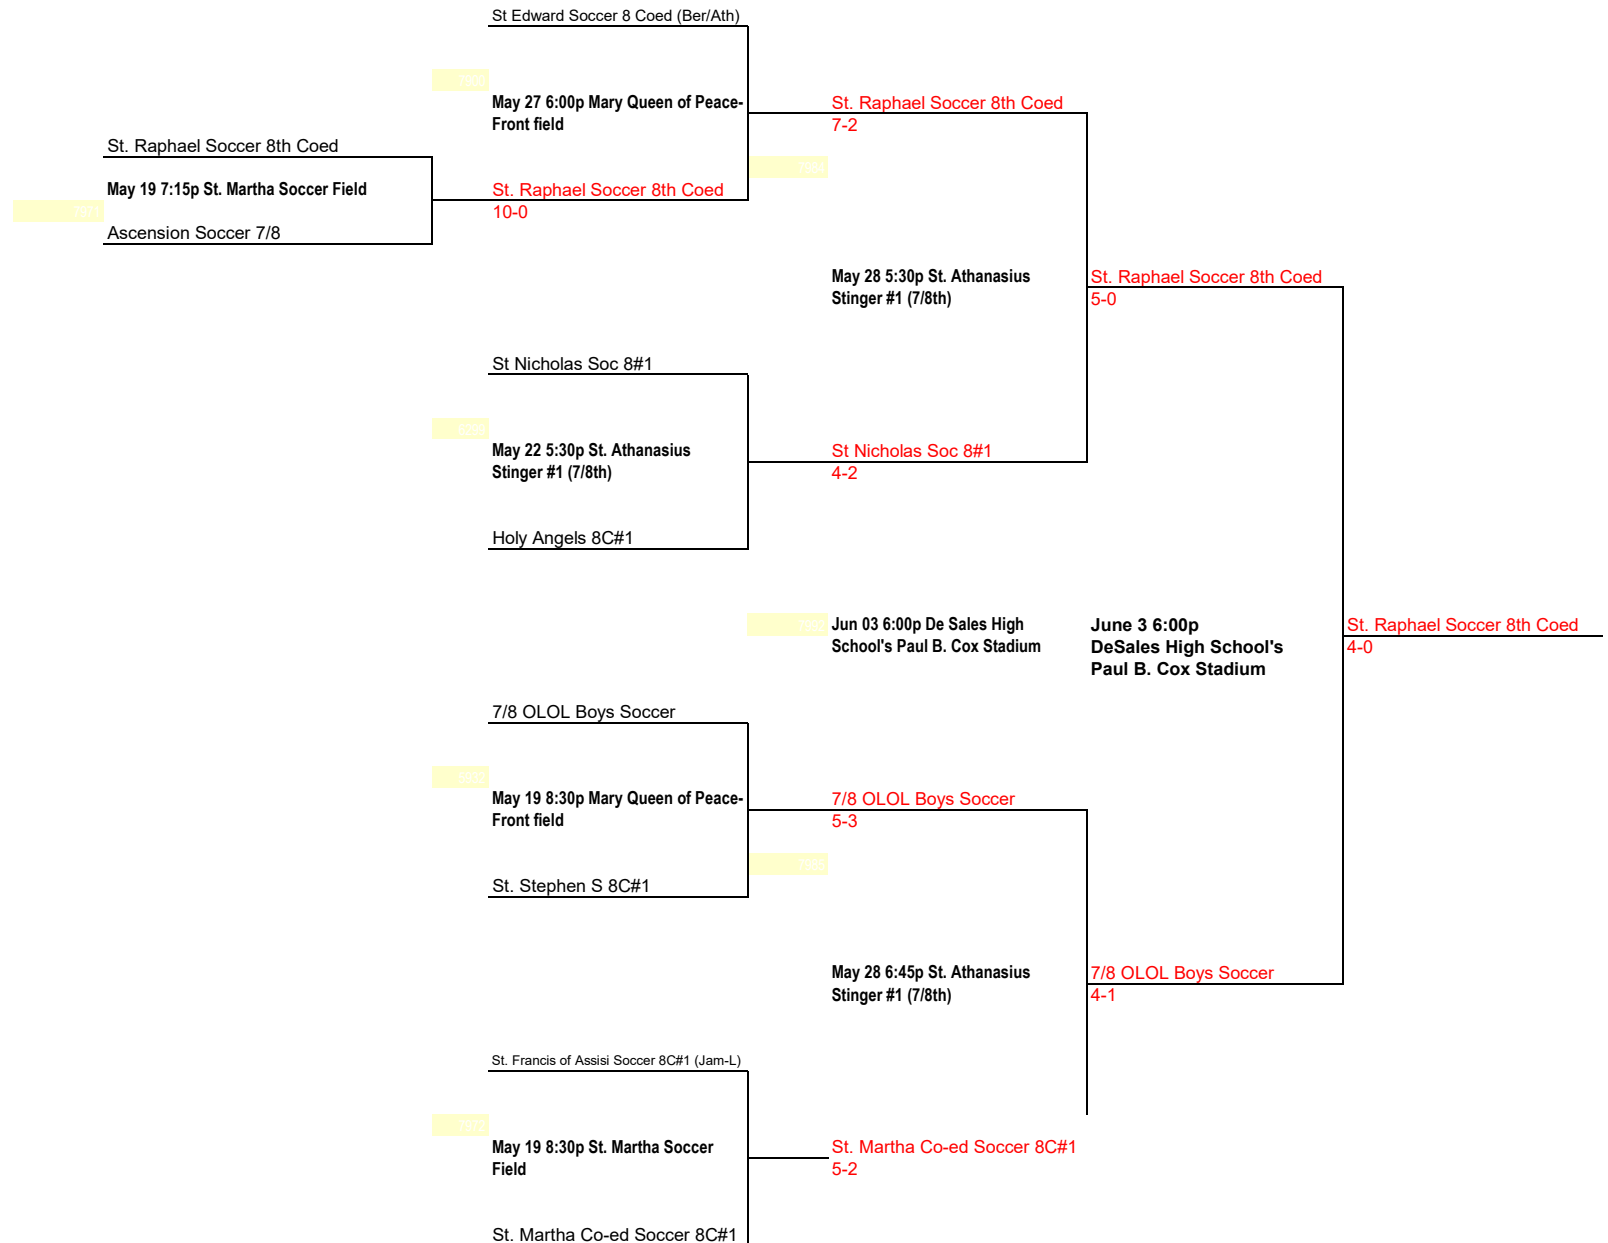 St Edward Soccer 8 Coed (Ber/Ath)
May 27 6:00p Mary Queen of Peace-
Front field
St. Raphael Soccer 8th Coed
7-2
St. Raphael Soccer 8th Coed
May 19 7:15p St. Martha Soccer Field
Ascension Soccer 7/8
St. Raphael Soccer 8th Coed
10-0
May 28 5:30p St. Athanasius
Stinger #1 (7/8th)
St. Raphael Soccer 8th Coed
5-0
St Nicholas Soc 8#1
May 22 5:30p St. Athanasius
Stinger #1 (7/8th)
St Nicholas Soc 8#1
4-2
Holy Angels 8C#1
Jun 03 6:00p De Sales High
School's Paul B. Cox Stadium
June 3 6:00p
DeSales High School's
Paul B. Cox Stadium
St. Raphael Soccer 8th Coed
4-0
7/8 OLOL Boys Soccer
May 19 8:30p Mary Queen of Peace-
Front field
7/8 OLOL Boys Soccer
5-3
St. Stephen S 8C#1
May 28 6:45p St. Athanasius
Stinger #1 (7/8th)
7/8 OLOL Boys Soccer
4-1
St. Francis of Assisi Soccer 8C#1 (Jam-L)
May 19 8:30p St. Martha Soccer
Field
St. Martha Co-ed Soccer 8C#1
5-2
St. Martha Co-ed Soccer 8C#1